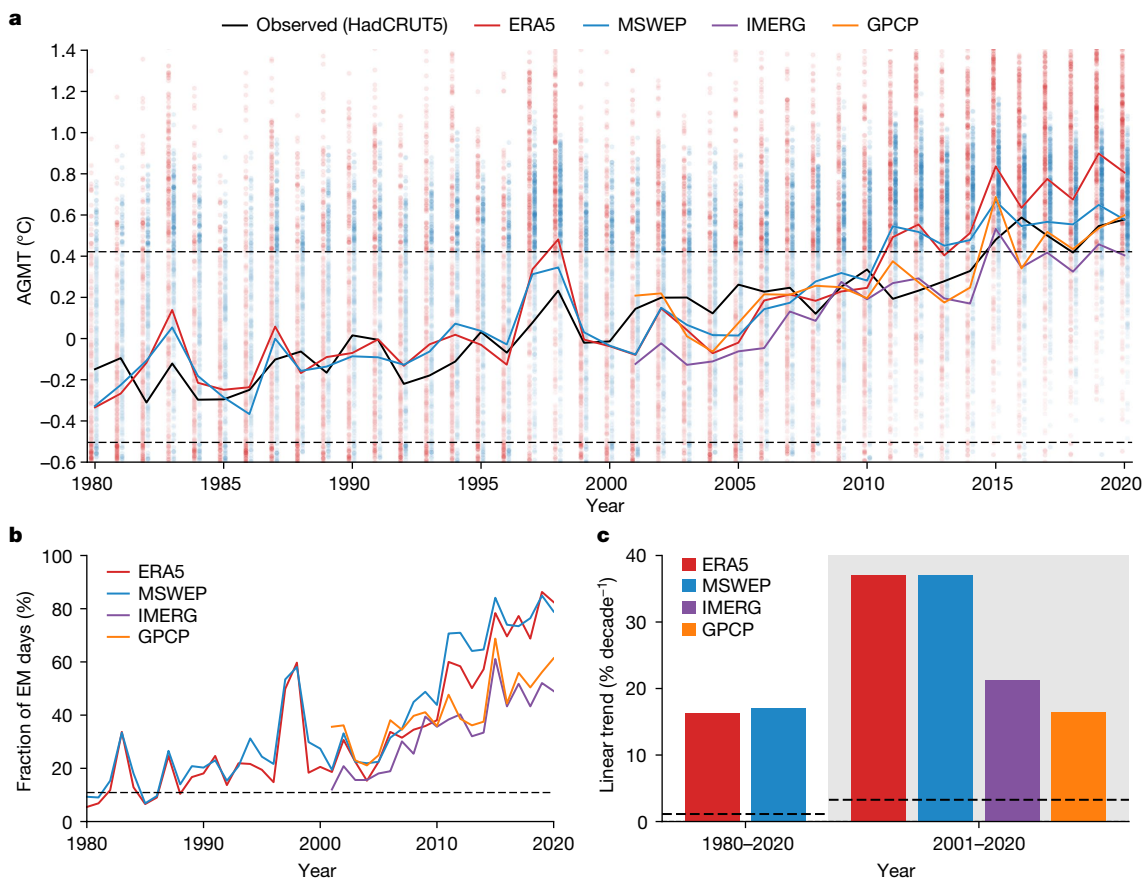 a
Observed (HadCRUT5) ERA5 MSWEP IMERG GPCP
AGMT (°C)
1.4
1.2
1.0
0.8
0.6
0.4
0.2
0
–0.2
–0.4
–0.6
1980 1985 1990 1995 2000 2005 2010 2015 2020
Year
b
Fraction of EM days (%)
100
80
60
40
20
0
ERA5
MSWEP
IMERG
GPCP
1980 1990 2000 2010 2020
Year
c
Linear trend (% decade⁻¹)
40
30
20
10
0
ERA5
MSWEP
IMERG
GPCP
1980–2020 2001–2020
Year